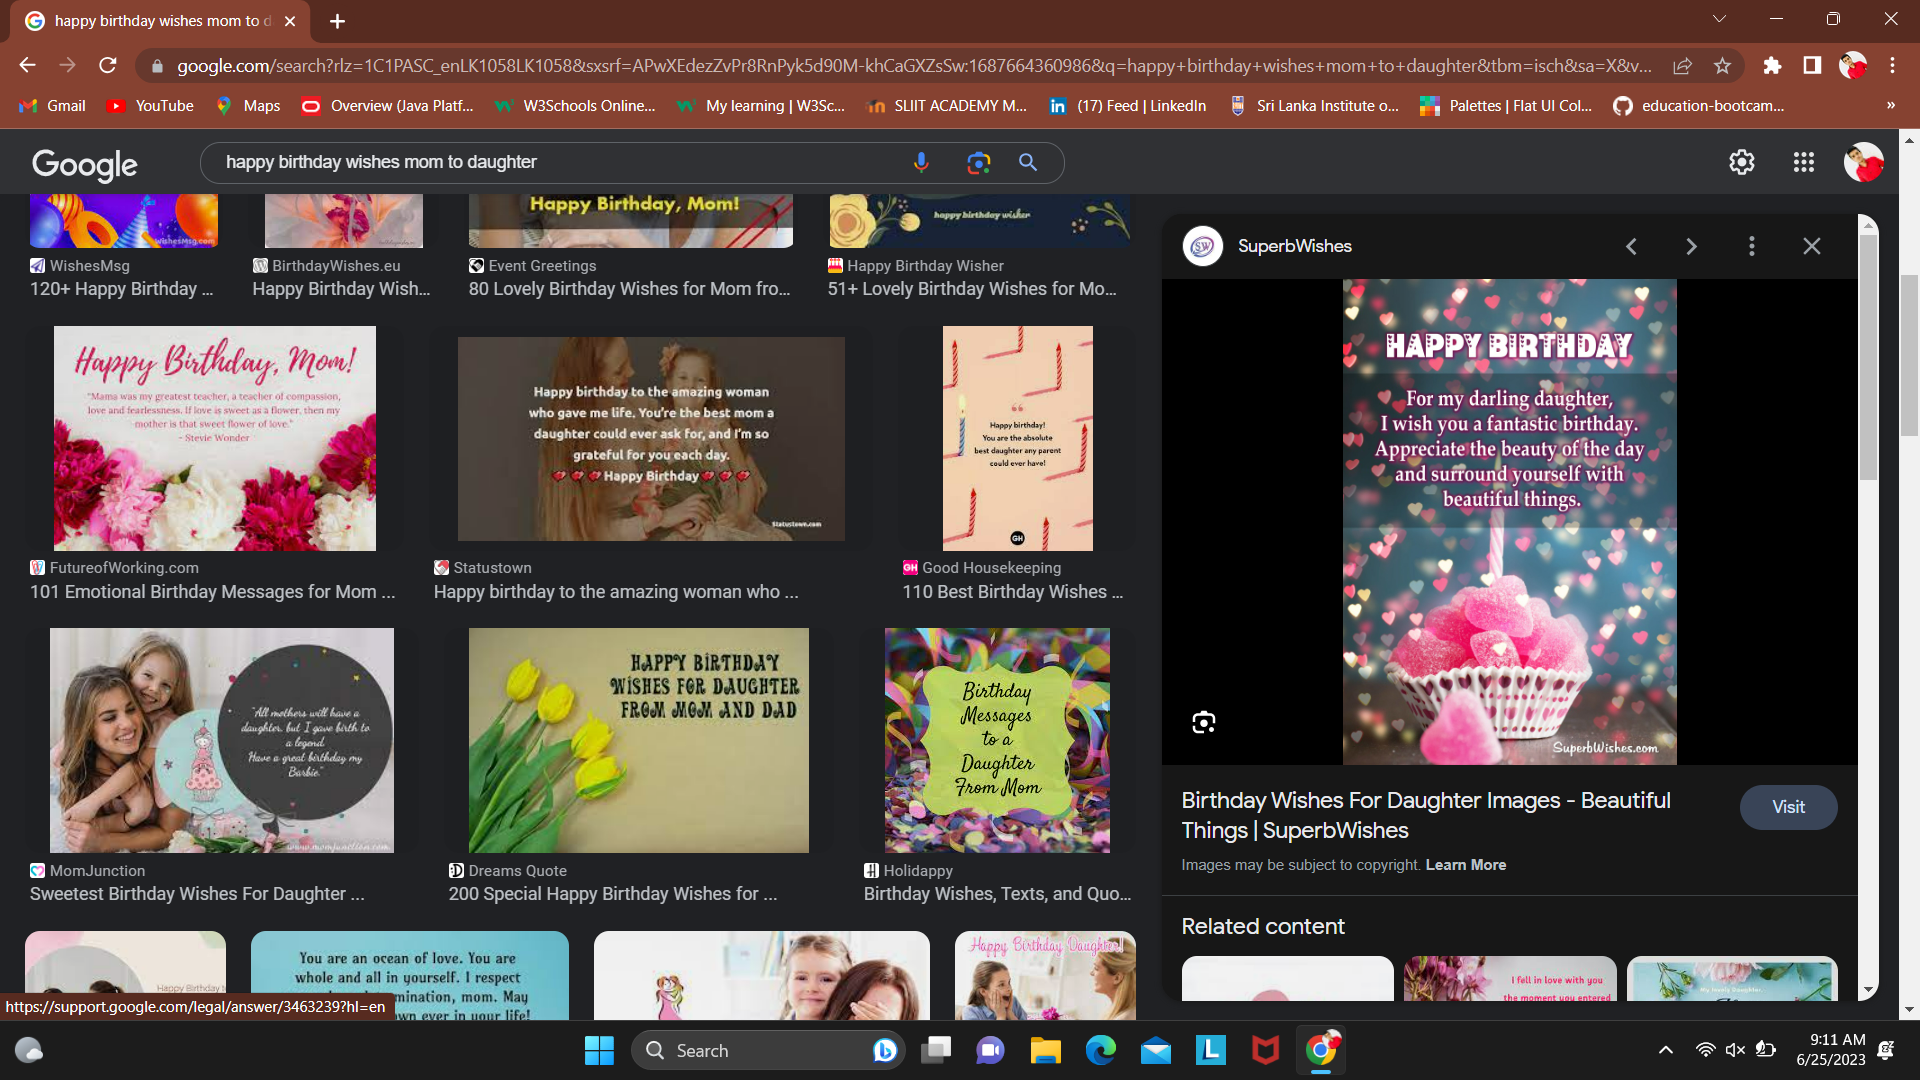 happy birthday wishes mom to d
google.com/search?rlz=1C1PASC_enLK1058LK1058&sxsrf=APwXEdezZvPr8RnPyk5d90M-khCaGXZsSw:1687664360986&q=happy+birthday+wishes+mom+to+daughter&tbm=isch&sa=X&v...
Gmail YouTube Maps Overview (Java Platf... W3Schools Online... My learning | W3Sc... SLIIT ACADEMY M... (17) Feed | LinkedIn Sri Lanka Institute o... Palettes | Flat UI Col... education-bootcam... »
Google
happy birthday wishes mom to daughter
WishesMsg.com
Happy Birthday, Mom!
happy birthday wisher
WishesMsg
120+ Happy Birthday ...
BirthdayWishes.eu
Happy Birthday Wish...
Event Greetings
80 Lovely Birthday Wishes for Mom fro...
Happy Birthday Wisher
51+ Lovely Birthday Wishes for Mo...
Happy Birthday, Mom!
"Mama was my greatest teacher, a teacher of compassion,
love and fearlessness. If love is sweet as a flower, then my
mother is that sweet flower of love."
- Stevie Wonder
Happy birthday to the amazing woman
who gave me life. You're the best mom a
daughter could ever ask for, and I'm so
grateful for you each day.
Happy Birthday
Statustown.com
Happy birthday!
You are the absolute
best daughter any parent
could ever have!
GH
FutureofWorking.com
101 Emotional Birthday Messages for Mom ...
Statustown
Happy birthday to the amazing woman who ...
GH Good Housekeeping
110 Best Birthday Wishes ...
"All mothers will have a
daughter, but I gave birth to
a legend.
Have a great birthday my
Barbie."
www.momjunction.com
HAPPY BIRTHDAY
WISHES FOR DAUGHTER
FROM MOM AND DAD
Birthday
Messages
to a
Daughter
From Mom
MomJunction
Sweetest Birthday Wishes For Daughter ...
Dreams Quote
200 Special Happy Birthday Wishes for ...
Holidappy
Birthday Wishes, Texts, and Quo...
Happy Birthday M
You are an ocean of love. You are
whole and all in yourself. I respect
mination, mom. May
own ever in your life!
Happy Birthday Daughter!
SW
SuperbWishes
HAPPY BIRTHDAY
For my darling daughter,
I wish you a fantastic birthday.
Appreciate the beauty of the day
and surround yourself with
beautiful things.
SuperbWishes.com
Birthday Wishes For Daughter Images - Beautiful
Things | SuperbWishes
Visit
Images may be subject to copyright. Learn More
Related content
I fell in love with you
the moment you entered
My lovely Daughter,
https://support.google.com/legal/answer/3463239?hl=en
Search
9:11 AM
6/25/2023